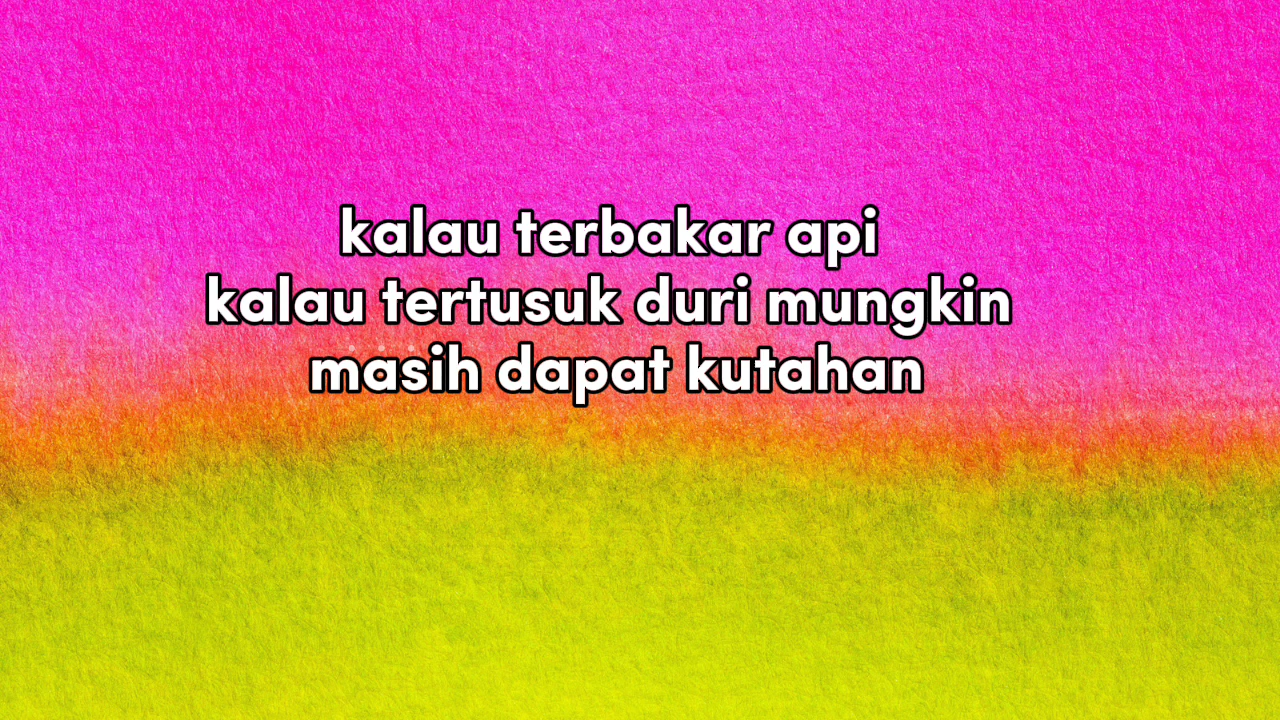 kalau terbakar api
kalau tertusuk duri mungkin
masih dapat kutahan